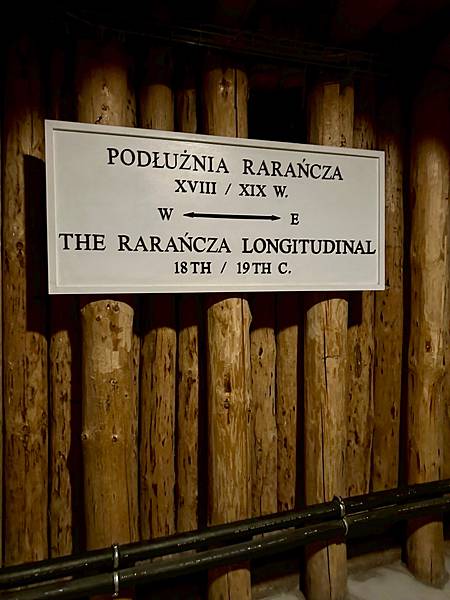 PODŁUŻNIA RARAŃCZA
XVIII / XIX W.
W E
THE RARAŃCZA LONGITUDINAL
18TH / 19TH C.